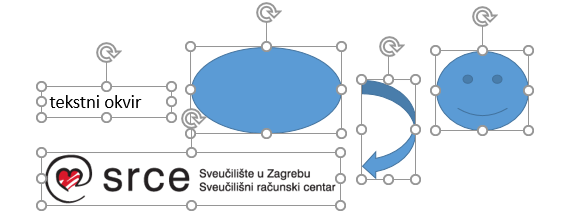 tekstni okvir
srce
Sveučilište u Zagrebu
Sveučilišni računski centar